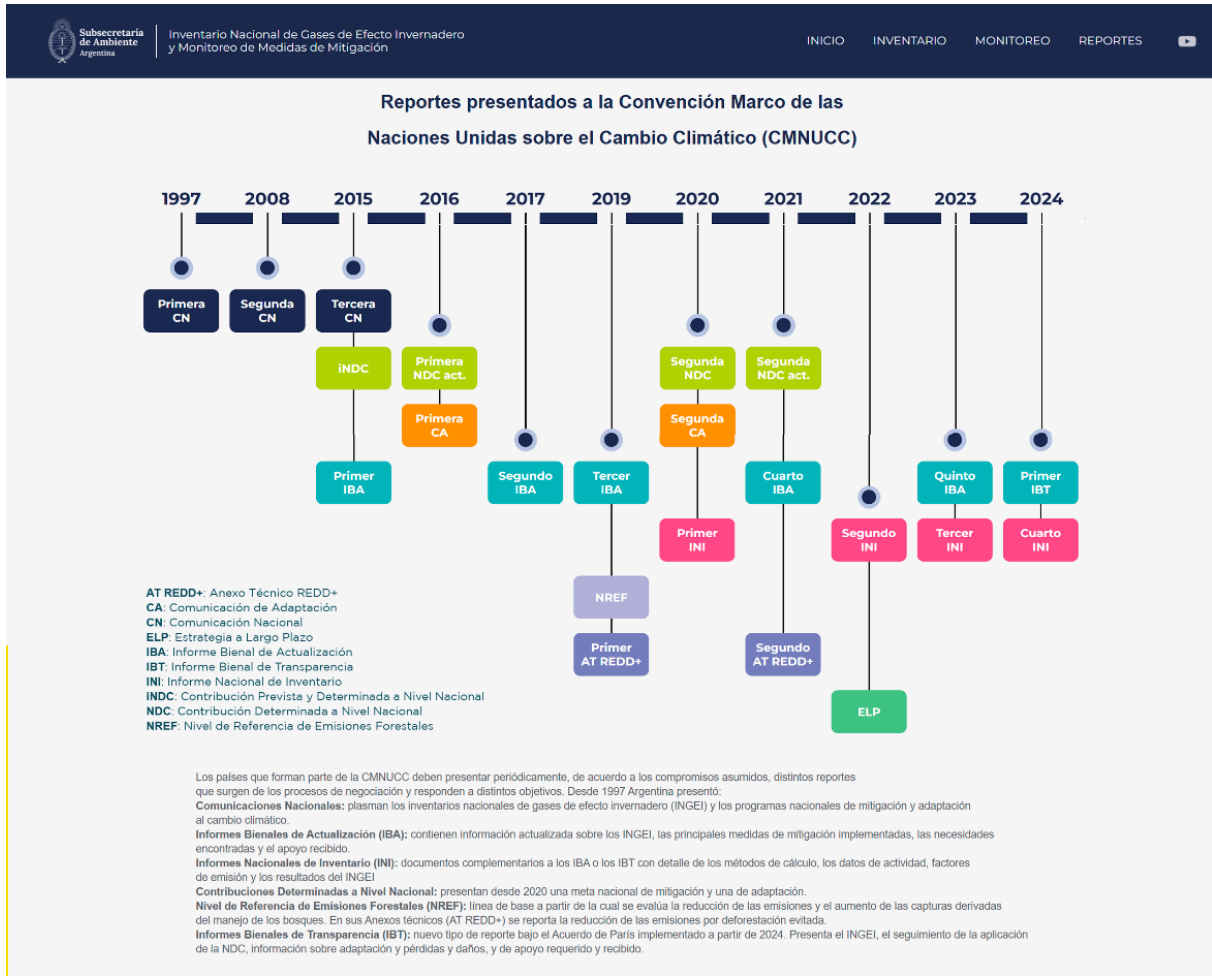 Subsecretaría
de Ambiente
Argentina
Inventario Nacional de Gases de Efecto Invernadero
y Monitoreo de Medidas de Mitigación
INICIO INVENTARIO MONITOREO REPORTES
Reportes presentados a la Convención Marco de las
Naciones Unidas sobre el Cambio Climático (CMNUCC)
1997 2008 2015 2016 2017 2019 2020 2021 2022 2023 2024
Primera
CN
Segunda
CN
Tercera
CN
iNDC
Primera
NDC act.
Segunda
NDC
Segunda
NDC act.
Primera
CA
Segunda
CA
Primer
IBA
Segundo
IBA
Tercer
IBA
Cuarto
IBA
Quinto
IBA
Primer
IBT
Primer
INI
Segundo
INI
Tercer
INI
Cuarto
INI
NREF
Primer
AT REDD+
Segundo
AT REDD+
ELP
AT REDD+: Anexo Técnico REDD+
CA: Comunicación de Adaptación
CN: Comunicación Nacional
ELP: Estrategia a Largo Plazo
IBA: Informe Bienal de Actualización
IBT: Informe Bienal de Transparencia
INI: Informe Nacional de Inventario
iNDC: Contribución Prevista y Determinada a Nivel Nacional
NDC: Contribución Determinada a Nivel Nacional
NREF: Nivel de Referencia de Emisiones Forestales
Los países que forman parte de la CMNUCC deben presentar periódicamente, de acuerdo a los compromisos asumidos, distintos reportes
que surgen de los procesos de negociación y responden a distintos objetivos. Desde 1997 Argentina presentó:
Comunicaciones Nacionales: plasman los inventarios nacionales de gases de efecto invernadero (INGEI) y los programas nacionales de mitigación y adaptación
al cambio climático.
Informes Bienales de Actualización (IBA): contienen información actualizada sobre los INGEI, las principales medidas de mitigación implementadas, las necesidades
encontradas y el apoyo recibido.
Informes Nacionales de Inventario (INI): documentos complementarios a los IBA o los IBT con detalle de los métodos de cálculo, los datos de actividad, factores
de emisión y los resultados del INGEI
Contribuciones Determinadas a Nivel Nacional: presentan desde 2020 una meta nacional de mitigación y una de adaptación.
Nivel de Referencia de Emisiones Forestales (NREF): línea de base a partir de la cual se evalúa la reducción de las emisiones y el aumento de las capturas derivadas
del manejo de los bosques. En sus Anexos técnicos (AT REDD+) se reporta la reducción de las emisiones por deforestación evitada.
Informes Bienales de Transparencia (IBT): nuevo tipo de reporte bajo el Acuerdo de París implementado a partir de 2024. Presenta el INGEI, el seguimiento de la aplicación
de la NDC, información sobre adaptación y pérdidas y daños, y de apoyo requerido y recibido.